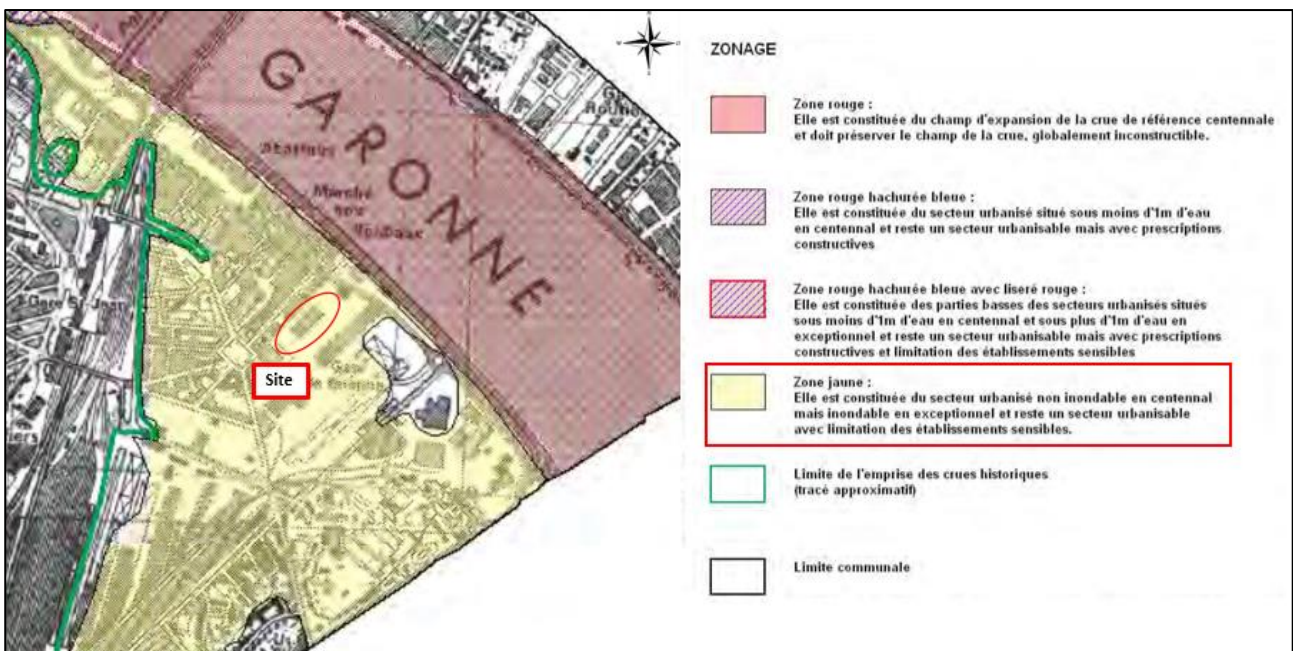 GARONNE
Abattoirs
Marché
aux
Bestiaux
Gare St-Jean
Site
ZONAGE
Zone rouge :
Elle est constituée du champ d'expansion de la crue de référence centennale
et doit préserver le champ de la crue, globalement inconstructible.
Zone rouge hachurée bleue :
Elle est constituée du secteur urbanisé situé sous moins d'1m d'eau
en centennal et reste un secteur urbanisable mais avec prescriptions
constructives
Zone rouge hachurée bleue avec liseré rouge :
Elle est constituée des parties basses des secteurs urbanisés situés
sous moins d'1m d'eau en centennal et sous plus d'1m d'eau en
exceptionnel et reste un secteur urbanisable mais avec prescriptions
constructives et limitation des établissements sensibles
Zone jaune :
Elle est constituée du secteur urbanisé non inondable en centennal
mais inondable en exceptionnel et reste un secteur urbanisable
avec limitation des établissements sensibles.
Limite de l'emprise des crues historiques
(tracé approximatif)
Limite communale